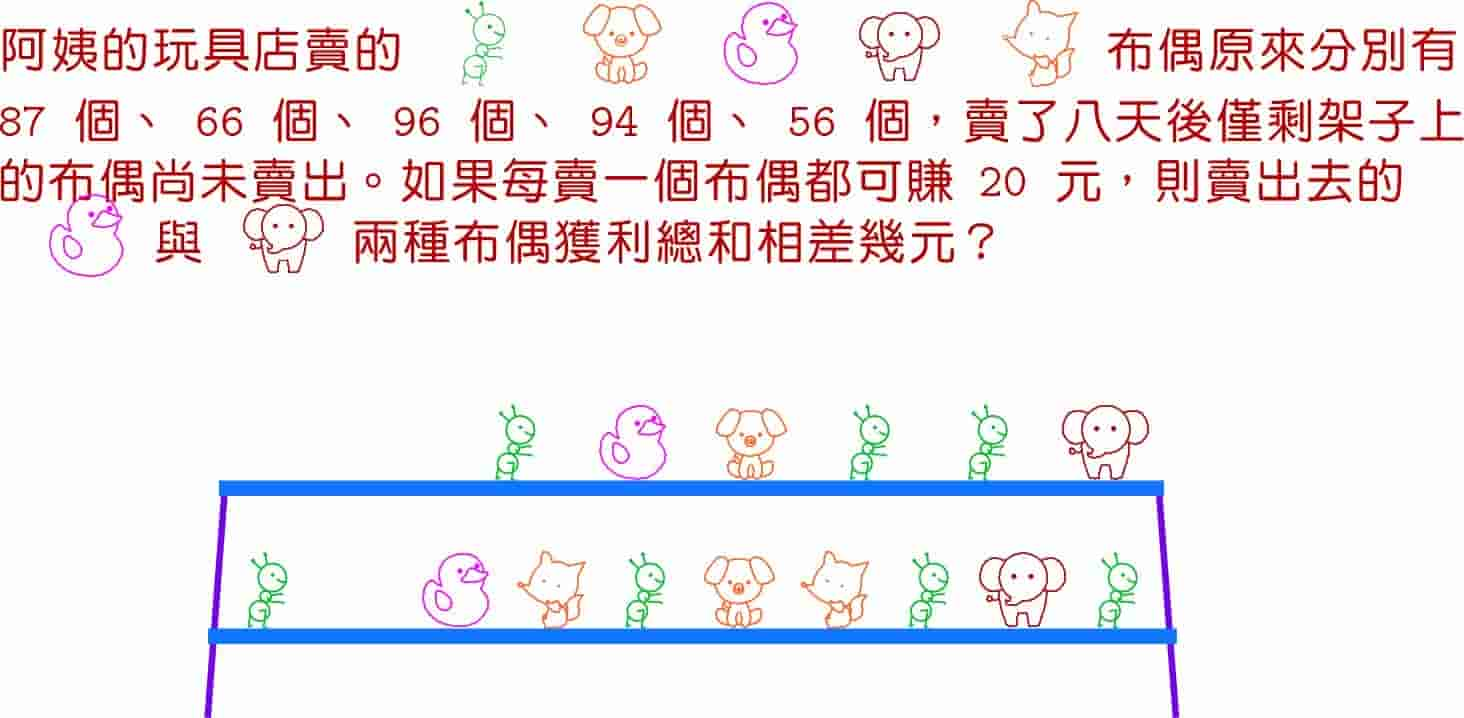 阿姨的玩具店賣的 布偶原來分別有
87 個、 66 個、 96 個、 94 個、 56 個，賣了八天後僅剩架子上
的布偶尚未賣出。如果每賣一個布偶都可賺 20 元，則賣出去的
與 兩種布偶獲利總和相差幾元？